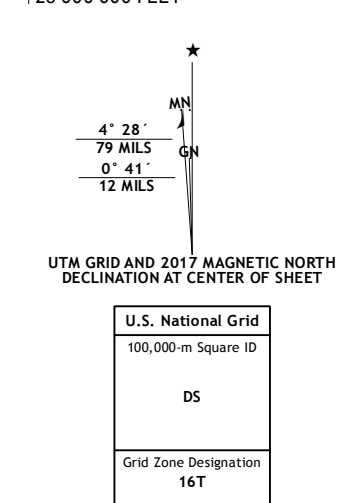 MN
4° 28´
79 MILS
GN
0° 41´
12 MILS
UTM GRID AND 2017 MAGNETIC NORTH
DECLINATION AT CENTER OF SHEET
U.S. National Grid
100,000-m Square ID
DS
Grid Zone Designation
16T